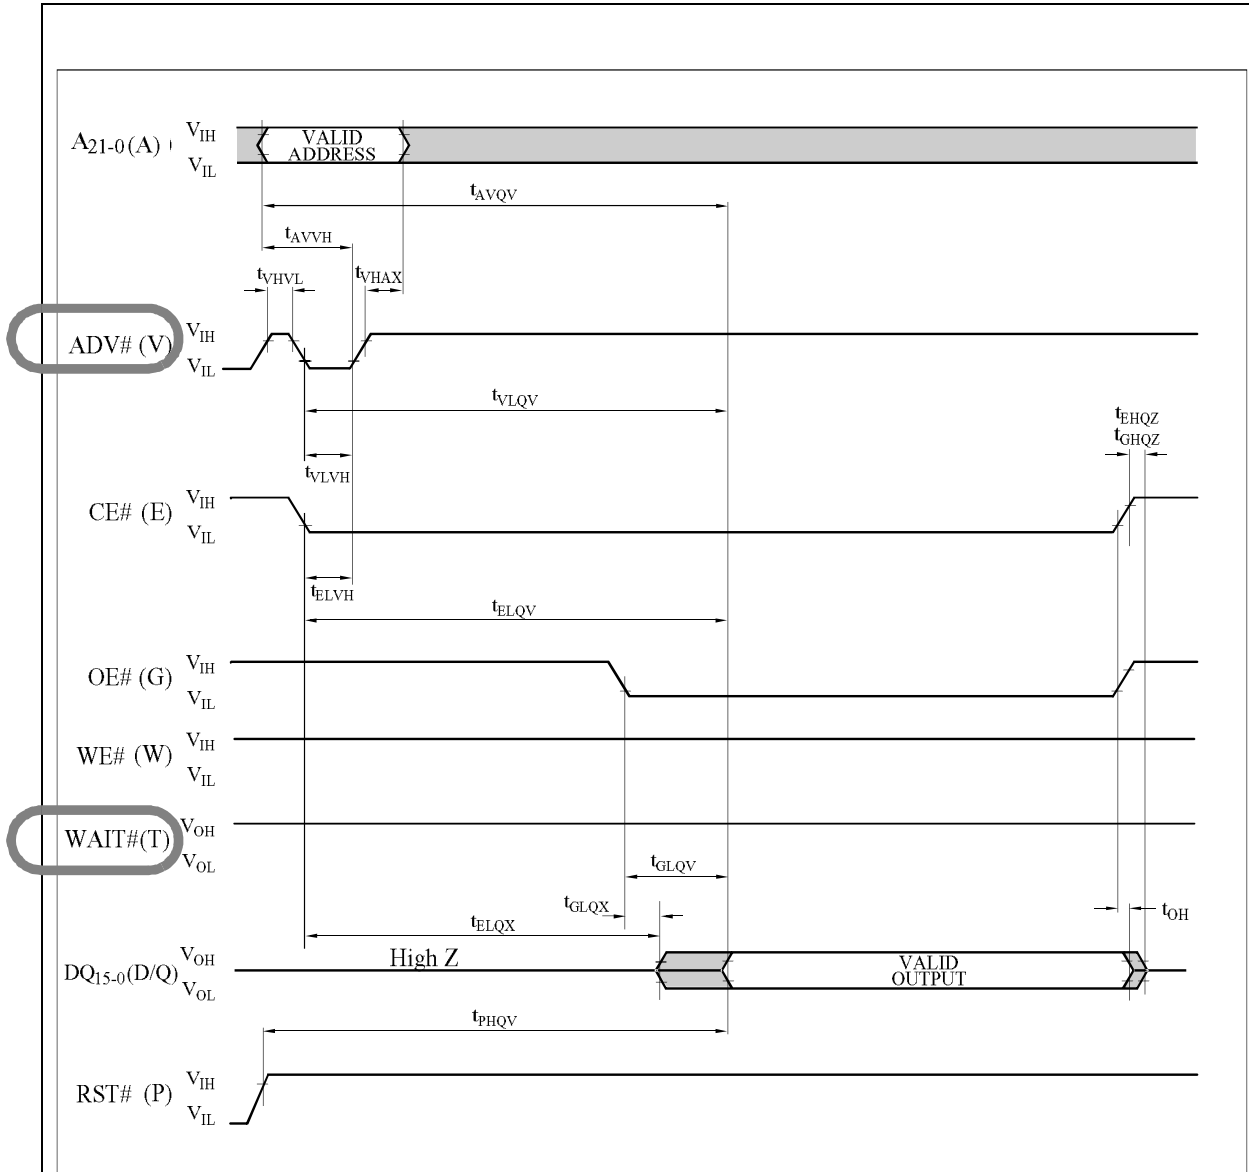 A21-0(A)
VIH
VIL
VALID
ADDRESS
tAVQV
tAVVH
tVHVL
tVHAX
ADV# (V)
VIH
VIL
tVLQV
tVLVH
tEHQZ
tGHQZ
CE# (E)
VIH
VIL
tELVH
tELQV
OE# (G)
VIH
VIL
WE# (W)
VIH
VIL
WAIT#(T)
VOH
VOL
tGLQV
tGLQX
tELQX
tOH
DQ15-0(D/Q)
VOH
VOL
High Z
VALID
OUTPUT
tPHQV
RST# (P)
VIH
VIL